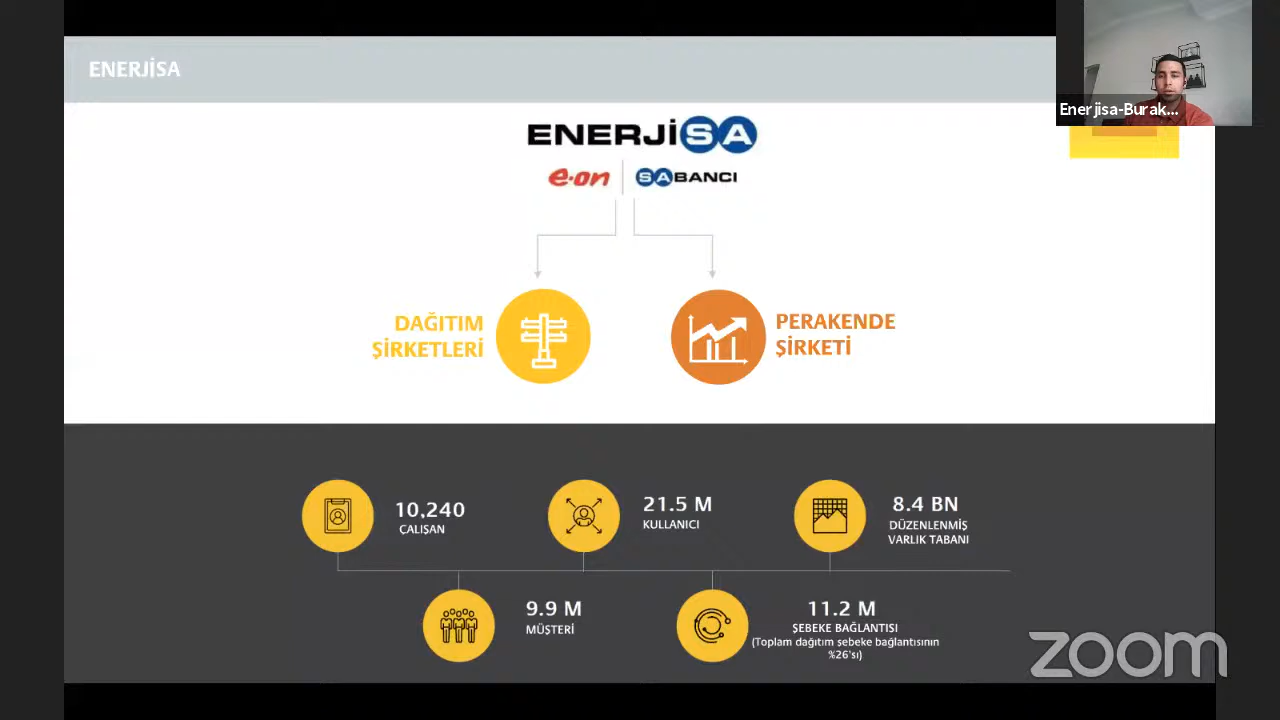 ENERJİSA
Enerjisa-Burak...
ENERJİSA
e·on
SABANCI
DAĞITIM
ŞİRKETLERİ
PERAKENDE
ŞİRKETİ
10,240
ÇALIŞAN
21.5 M
KULLANICI
8.4 BN
DÜZENLENMİŞ
VARLIK TABANI
9.9 M
MÜŞTERİ
11.2 M
ŞEBEKE BAĞLANTISI
(Toplam dağıtım şebeke bağlantısının
%26'sı)
zoom